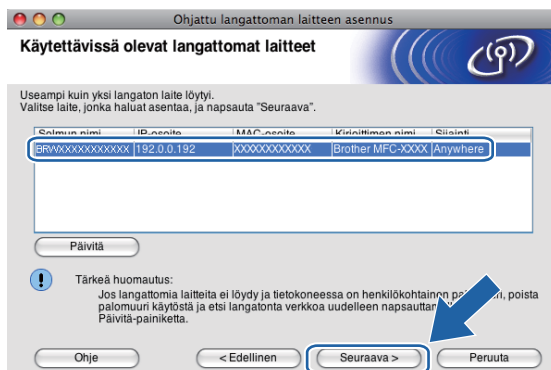 Ohjattu langattoman laitteen asennus
Käytettävissä olevat langattomat laitteet
Useampi kuin yksi langaton laite löytyi.
Valitse laite, jonka haluat asentaa, ja napsauta "Seuraava".
Solmun nimi IP-osoite MAC-osoite Kirjoittimen nimi Sijainti
BRWXXXXXXXXXXX 192.0.0.192 XXXXXXXXXXXX Brother MFC-XXXX Anywhere
Päivitä
Tärkeä huomautus:
Jos langattomia laitteita ei löydy ja tietokoneessa on henkilökohtainen, poista
palomuuri käytöstä ja etsi langatonta verkkoa uudelleen
Päivitä-painiketta.
Ohje < Edellinen Seuraava > Peruuta